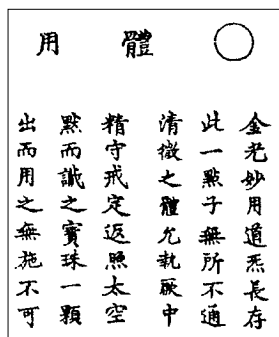 體 用
金光妙用道炁長存
此一點子無所不通
清微之體允執厥中
精守戒定返照太空
默而識之寶珠一顆
出而用之無施不可